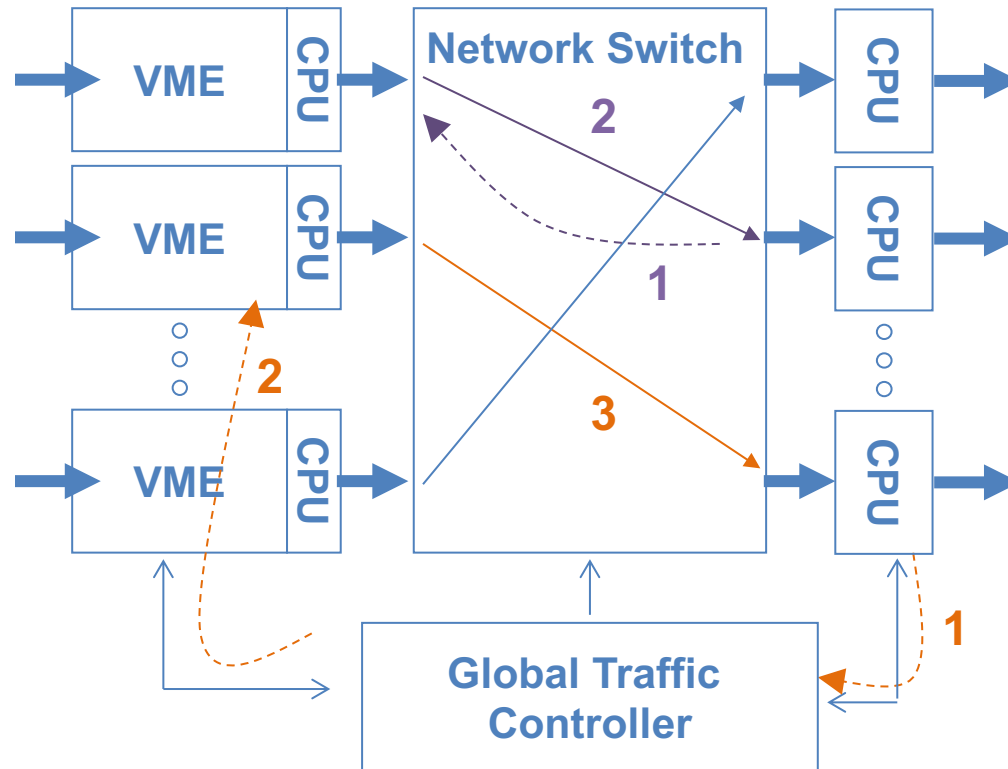 VME
CPU
Network Switch
CPU
2
VME
CPU
1
CPU
2
3
VME
CPU
CPU
1
Global Traffic
Controller